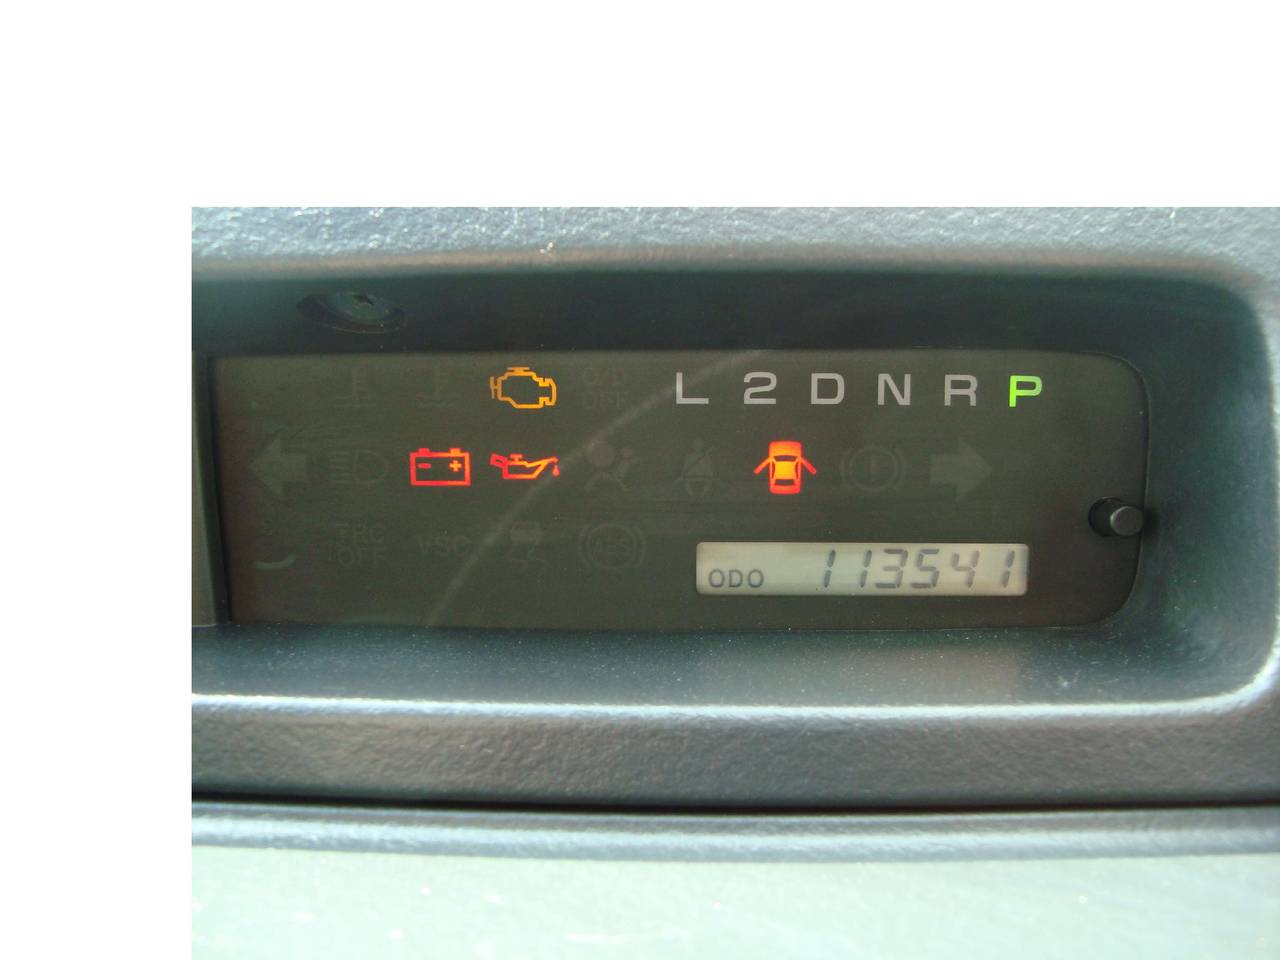 O/D OFF
L 2 D N R P
TRC OFF
VSC
ABS
ODO 113541